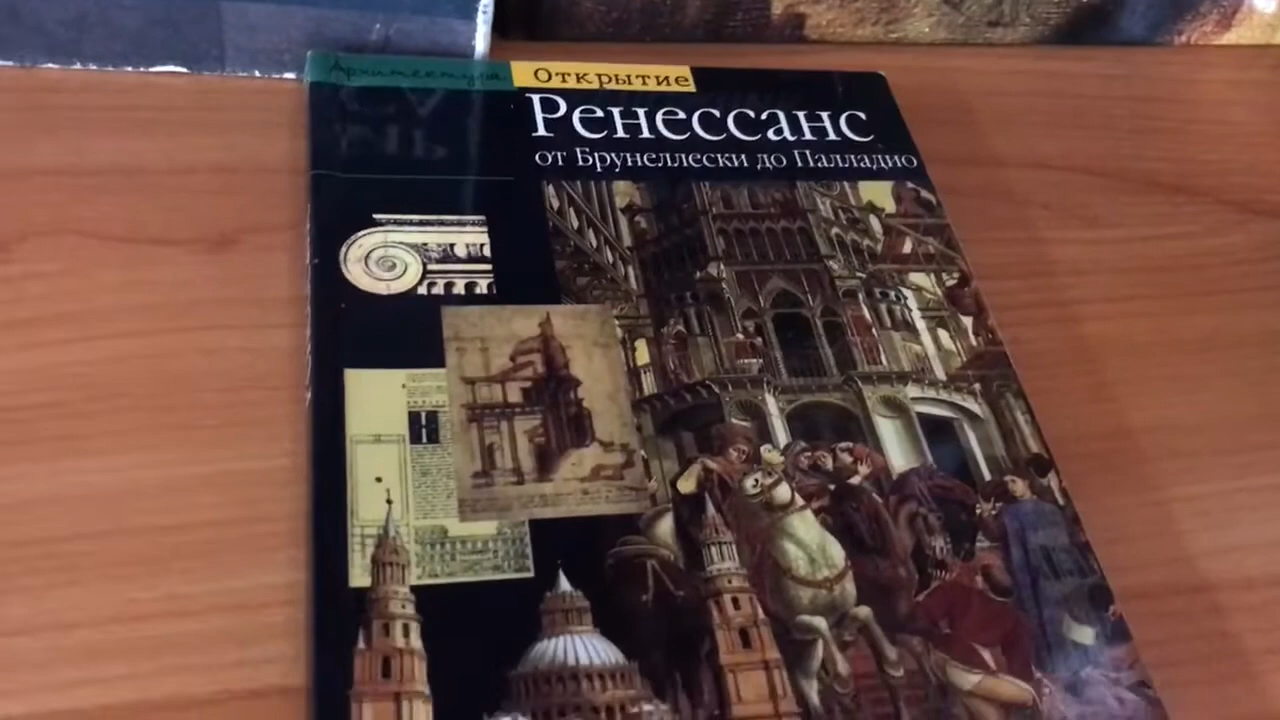 Архитектура
Открытие
Ренессанс
от Брунеллески до Палладио